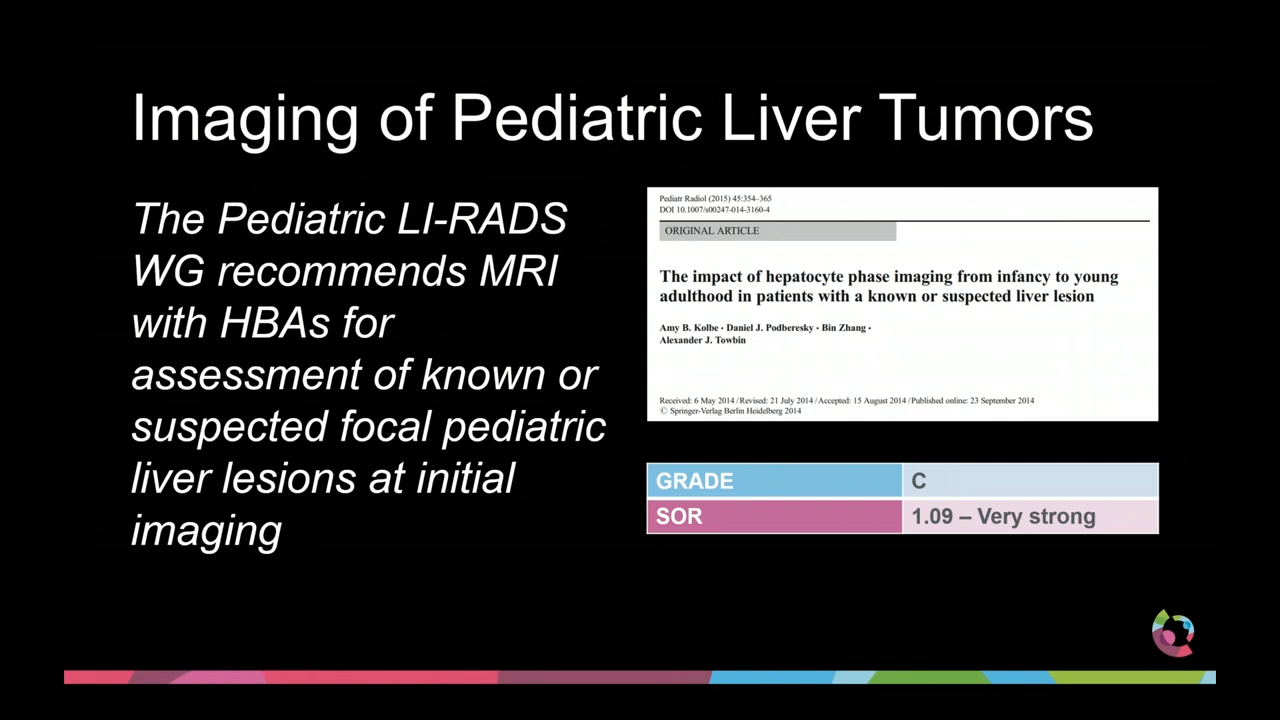 Imaging of Pediatric Liver Tumors
The Pediatric LI-RADS
WG recommends MRI
with HBAs for
assessment of known or
suspected focal pediatric
liver lesions at initial
imaging
Pediatr Radiol (2015) 45:354–365
DOI 10.1007/s00247-014-3160-4
ORIGINAL ARTICLE
The impact of hepatocyte phase imaging from infancy to young
adulthood in patients with a known or suspected liver lesion
Amy B. Kolbe • Daniel J. Podberesky • Bin Zhang •
Alexander J. Towbin
Received: 6 May 2014 / Revised: 21 July 2014 / Accepted: 15 August 2014 / Published online: 23 September 2014
© Springer-Verlag Berlin Heidelberg 2014
GRADE C
SOR 1.09 – Very strong